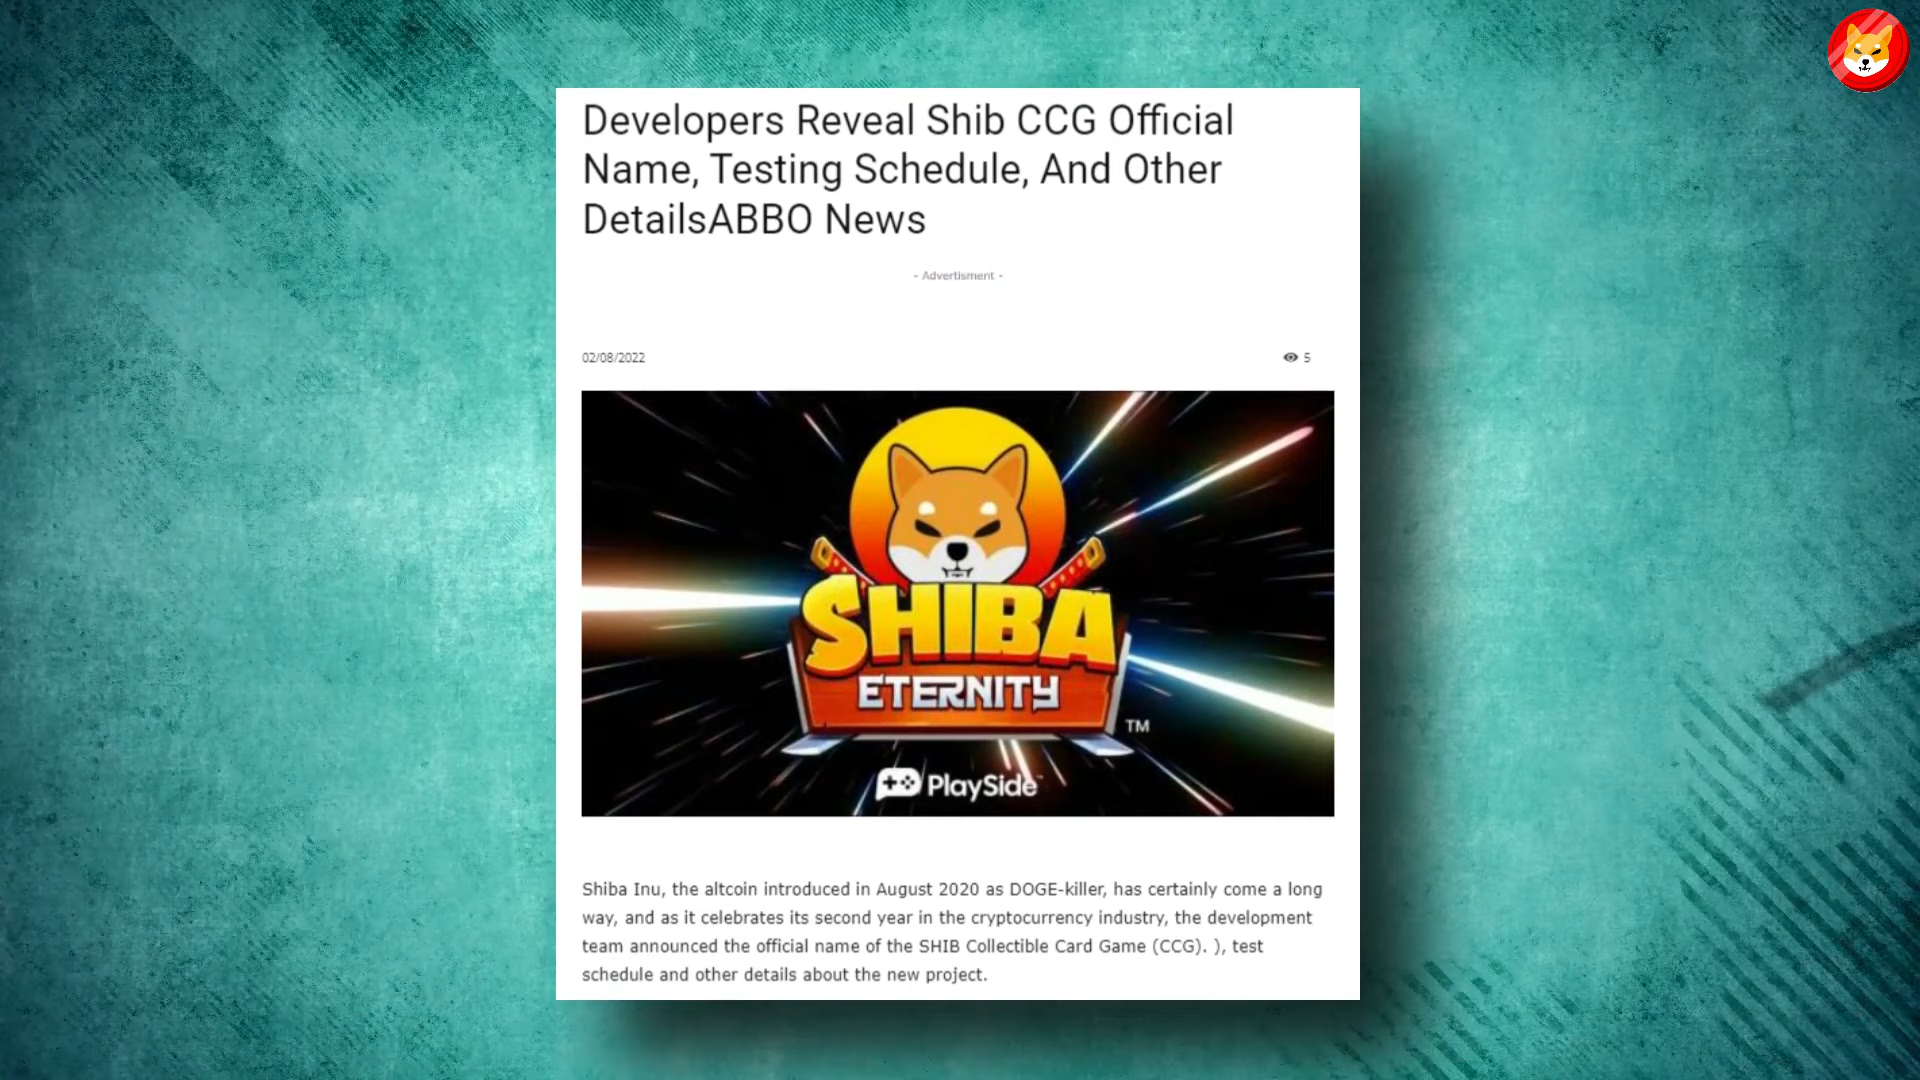 Developers Reveal Shib CCG Official
Name, Testing Schedule, And Other
DetailsABBO News
- Advertisment -
02/08/2022
5
SHIBA
ETERNITY
TM
PlaySide
Shiba Inu, the altcoin introduced in August 2020 as DOGE-killer, has certainly come a long
way, and as it celebrates its second year in the cryptocurrency industry, the development
team announced the official name of the SHIB Collectible Card Game (CCG). ), test
schedule and other details about the new project.